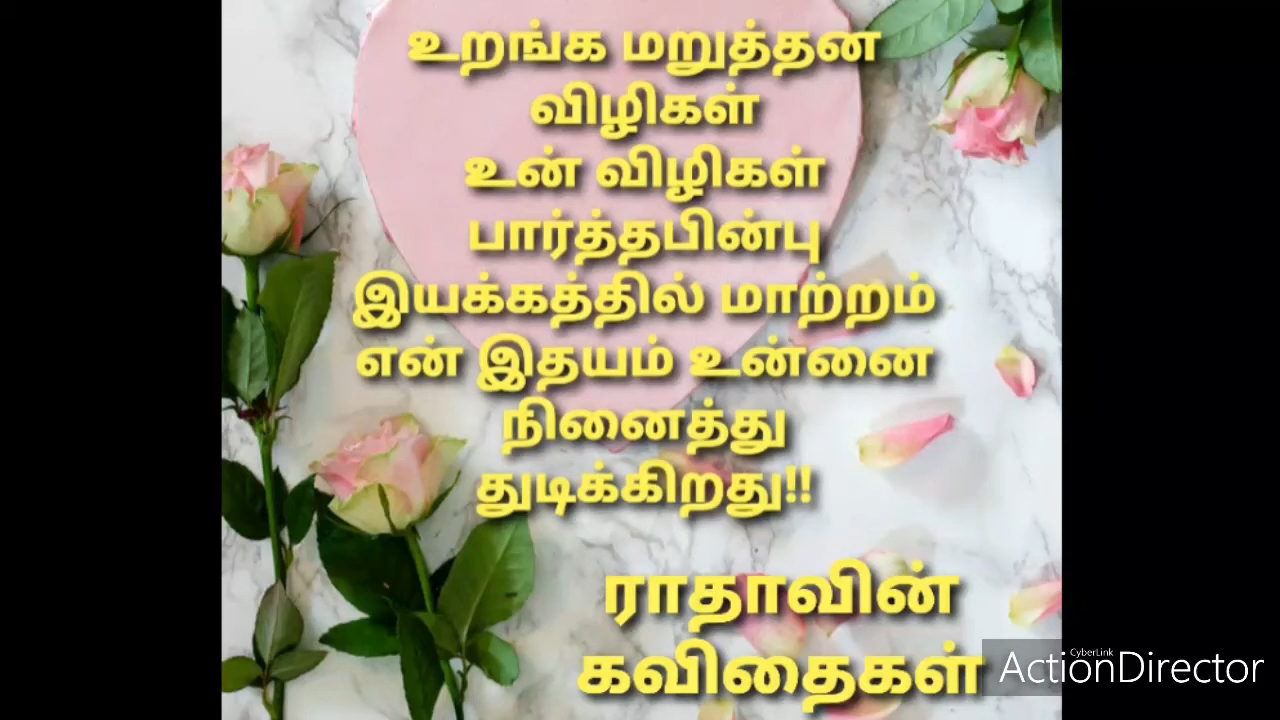 உறங்க மறுத்தன
விழிகள்
உன் விழிகள்
பார்த்தபின்பு
இயக்கத்தில் மாற்றம்
என் இதயம் உன்னை
நினைத்து
துடிக்கிறது!!
ராதாவின்
கவிதைகள்
CyberLink
ActionDirector